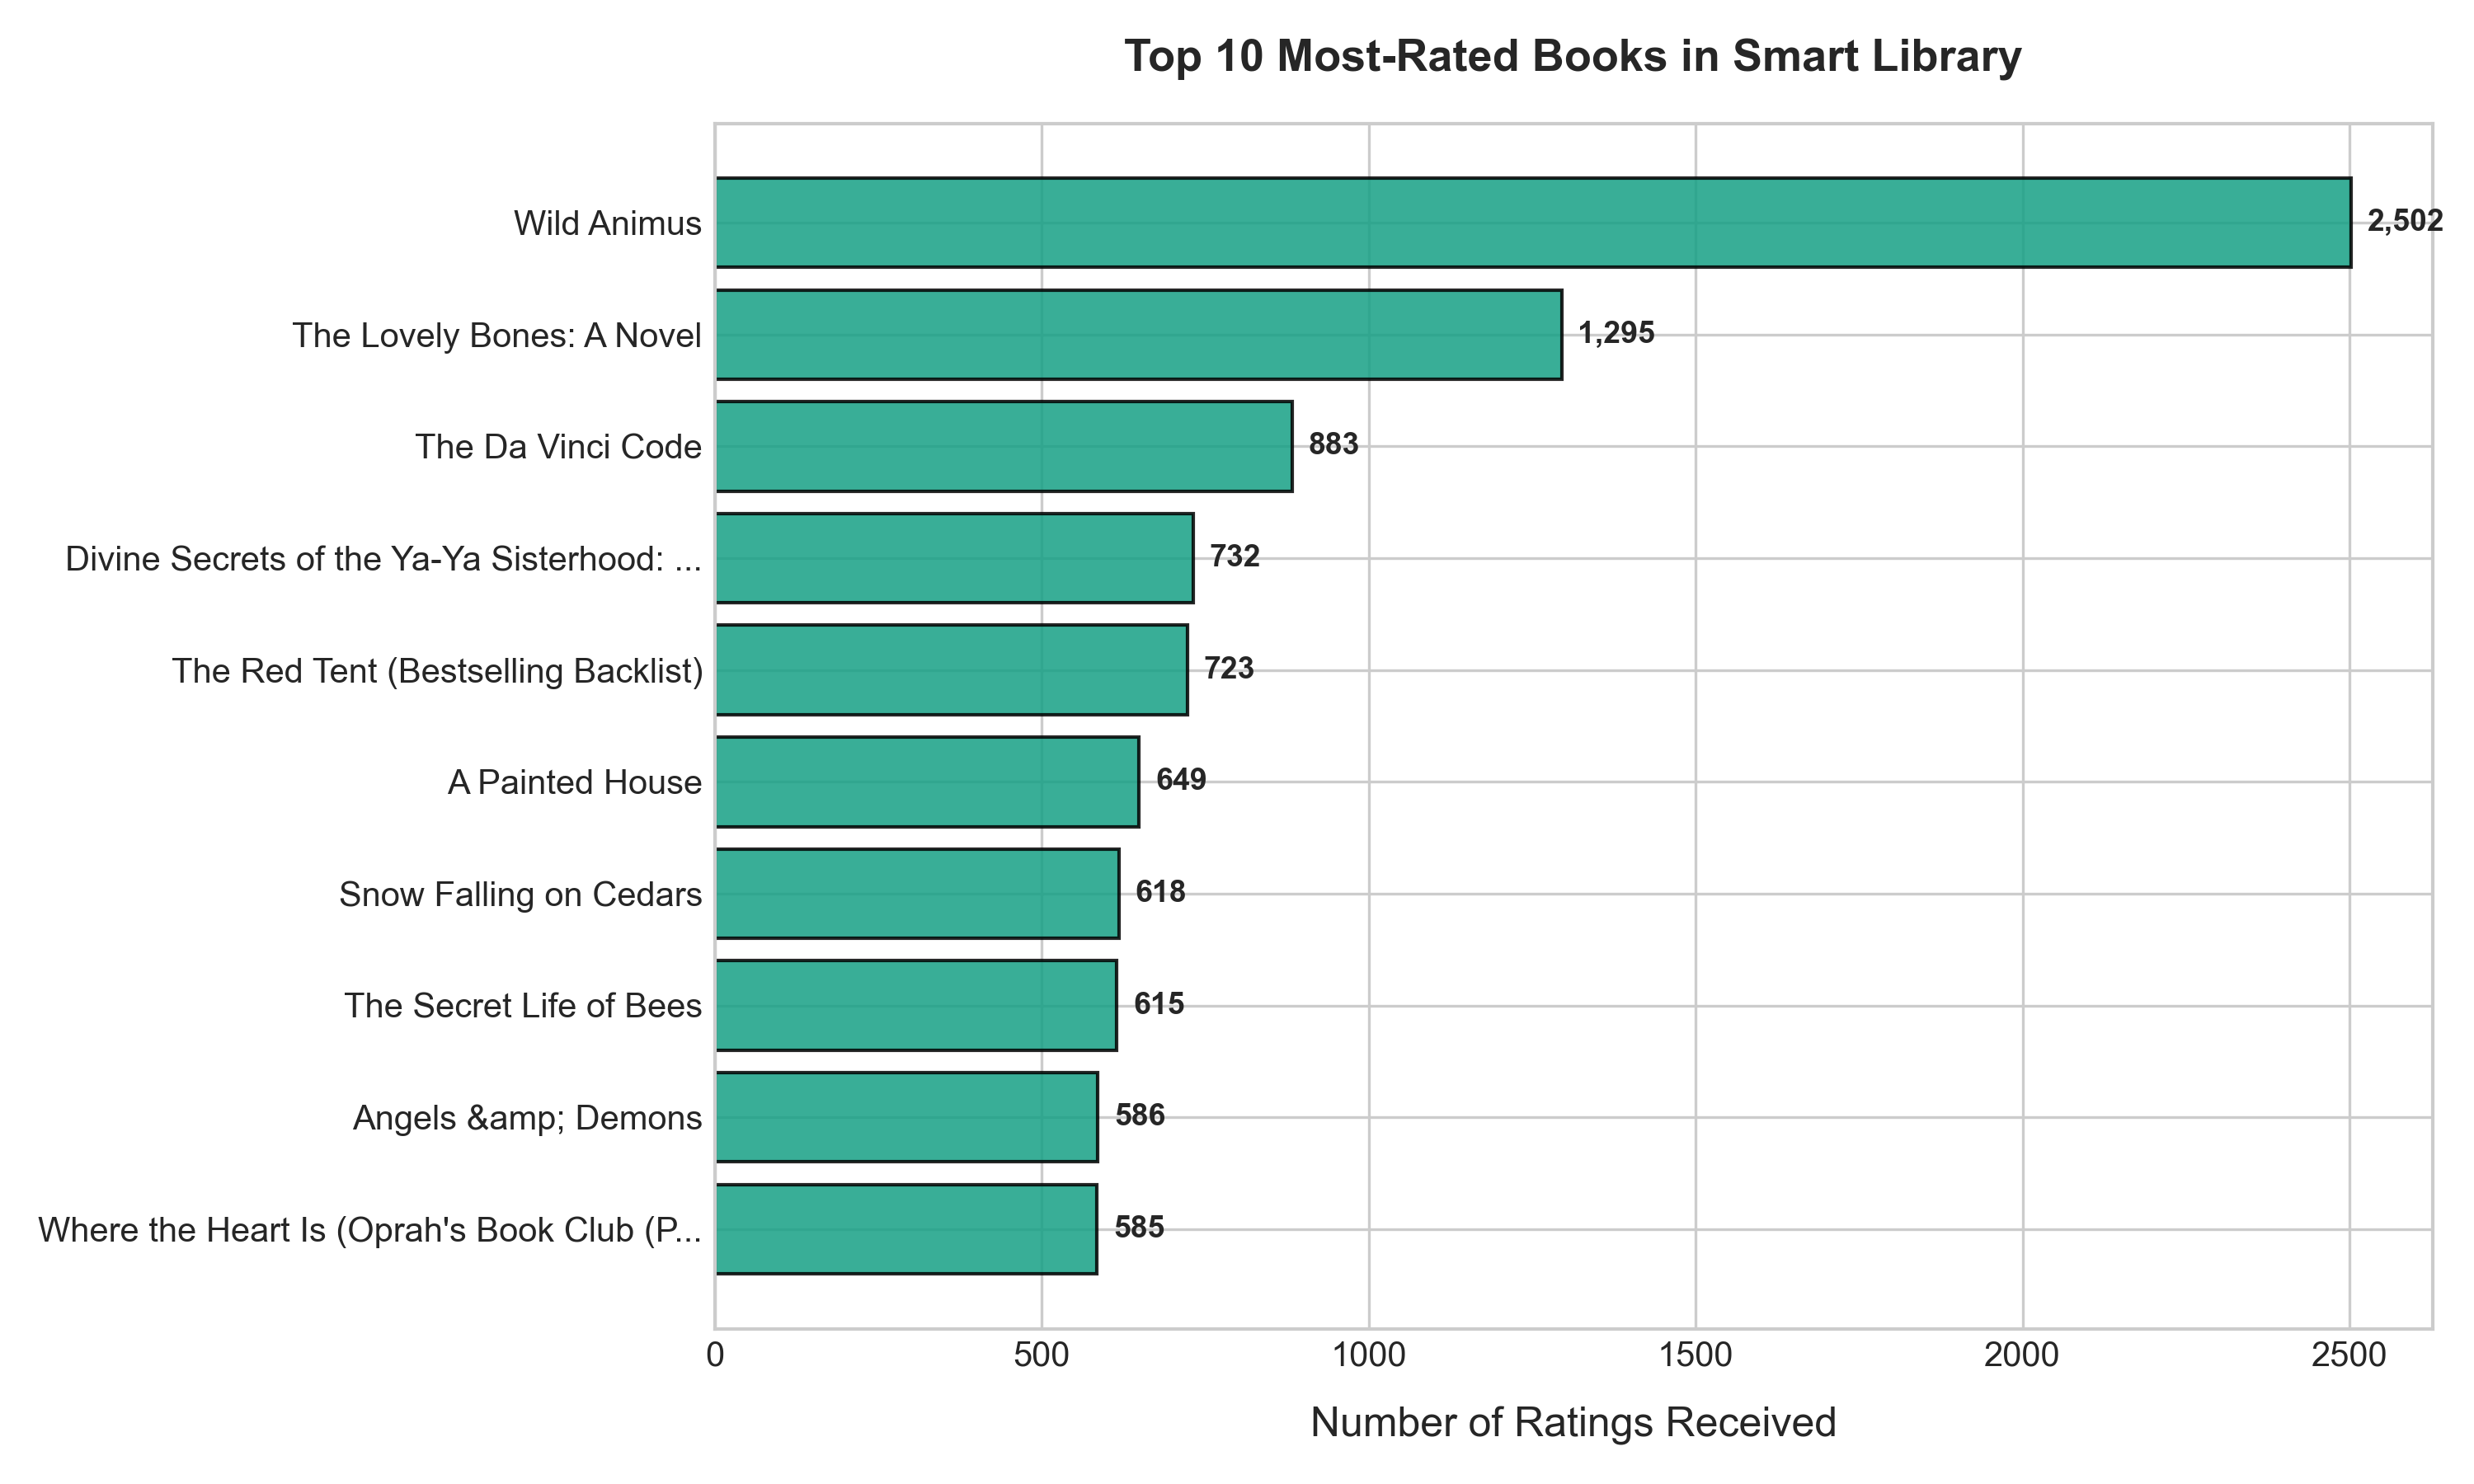 Top 10 Most-Rated Books in Smart Library
Wild Animus
2,502
The Lovely Bones: A Novel
1,295
The Da Vinci Code
883
Divine Secrets of the Ya-Ya Sisterhood: ...
732
The Red Tent (Bestselling Backlist)
723
A Painted House
649
Snow Falling on Cedars
618
The Secret Life of Bees
615
Angels &amp; Demons
586
Where the Heart Is (Oprah's Book Club (P...
585
0 500 1000 1500 2000 2500
Number of Ratings Received